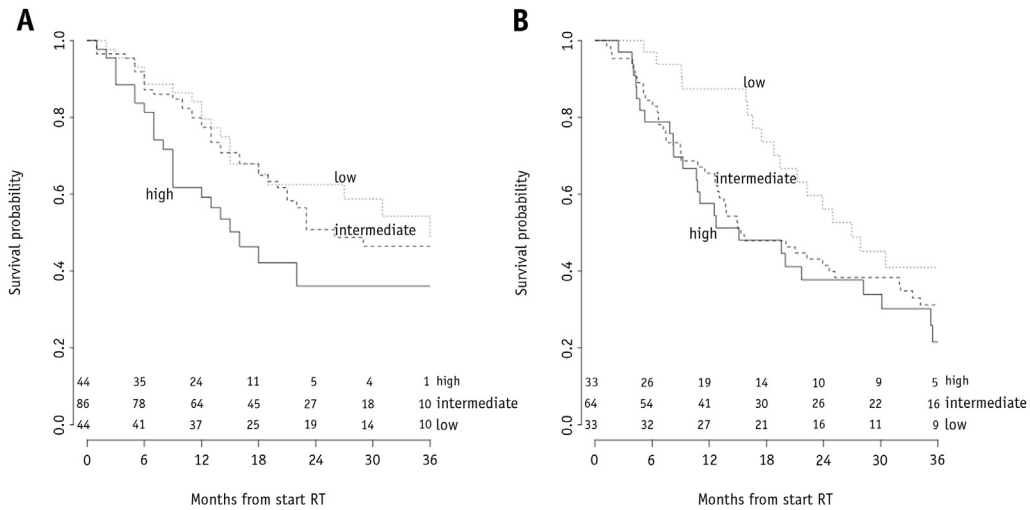 A
Survival probability
1.0
0.8
0.6
0.4
0.2
0.0
low
high
intermediate
44 35 24 11 5 4 1 high
86 78 64 45 27 18 10 intermediate
44 41 37 25 19 14 10 low
0 6 12 18 24 30 36
Months from start RT
B
Survival probability
1.0
0.8
0.6
0.4
0.2
0.0
low
intermediate
high
33 26 19 14 10 9 5 high
64 54 41 30 26 22 16 intermediate
33 32 27 21 16 11 9 low
0 6 12 18 24 30 36
Months from start RT